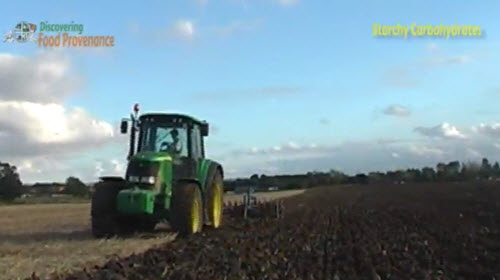 Discovering
Food Provenance
Starchy Carbohydrates